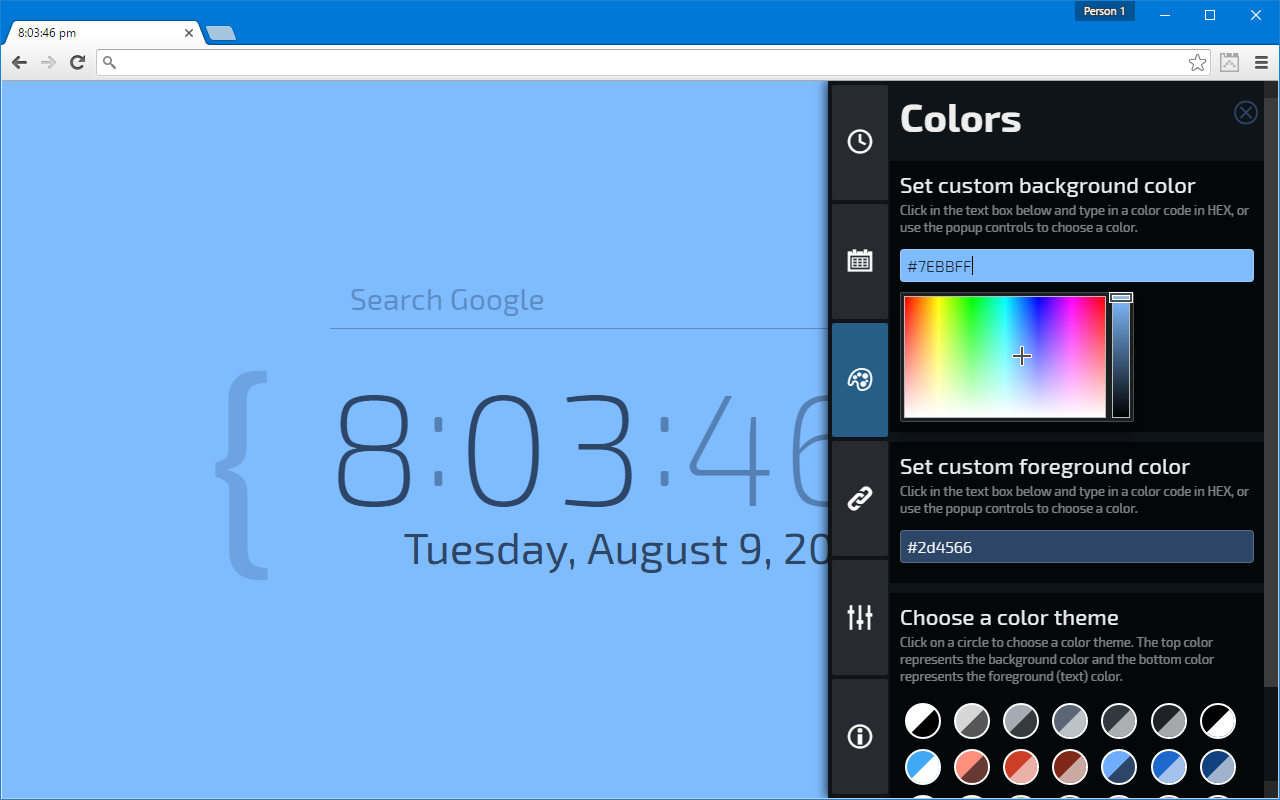 Person 1
8:03:46 pm
Search Google
{
8:03:46
Tuesday, August 9, 20
Colors
Set custom background color
Click in the text box below and type in a color code in HEX, or
use the popup controls to choose a color.
#7EBBFF
Set custom foreground color
Click in the text box below and type in a color code in HEX, or
use the popup controls to choose a color.
#2d4566
Choose a color theme
Click on a circle to choose a color theme. The top color
represents the background color and the bottom color
represents the foreground (text) color.